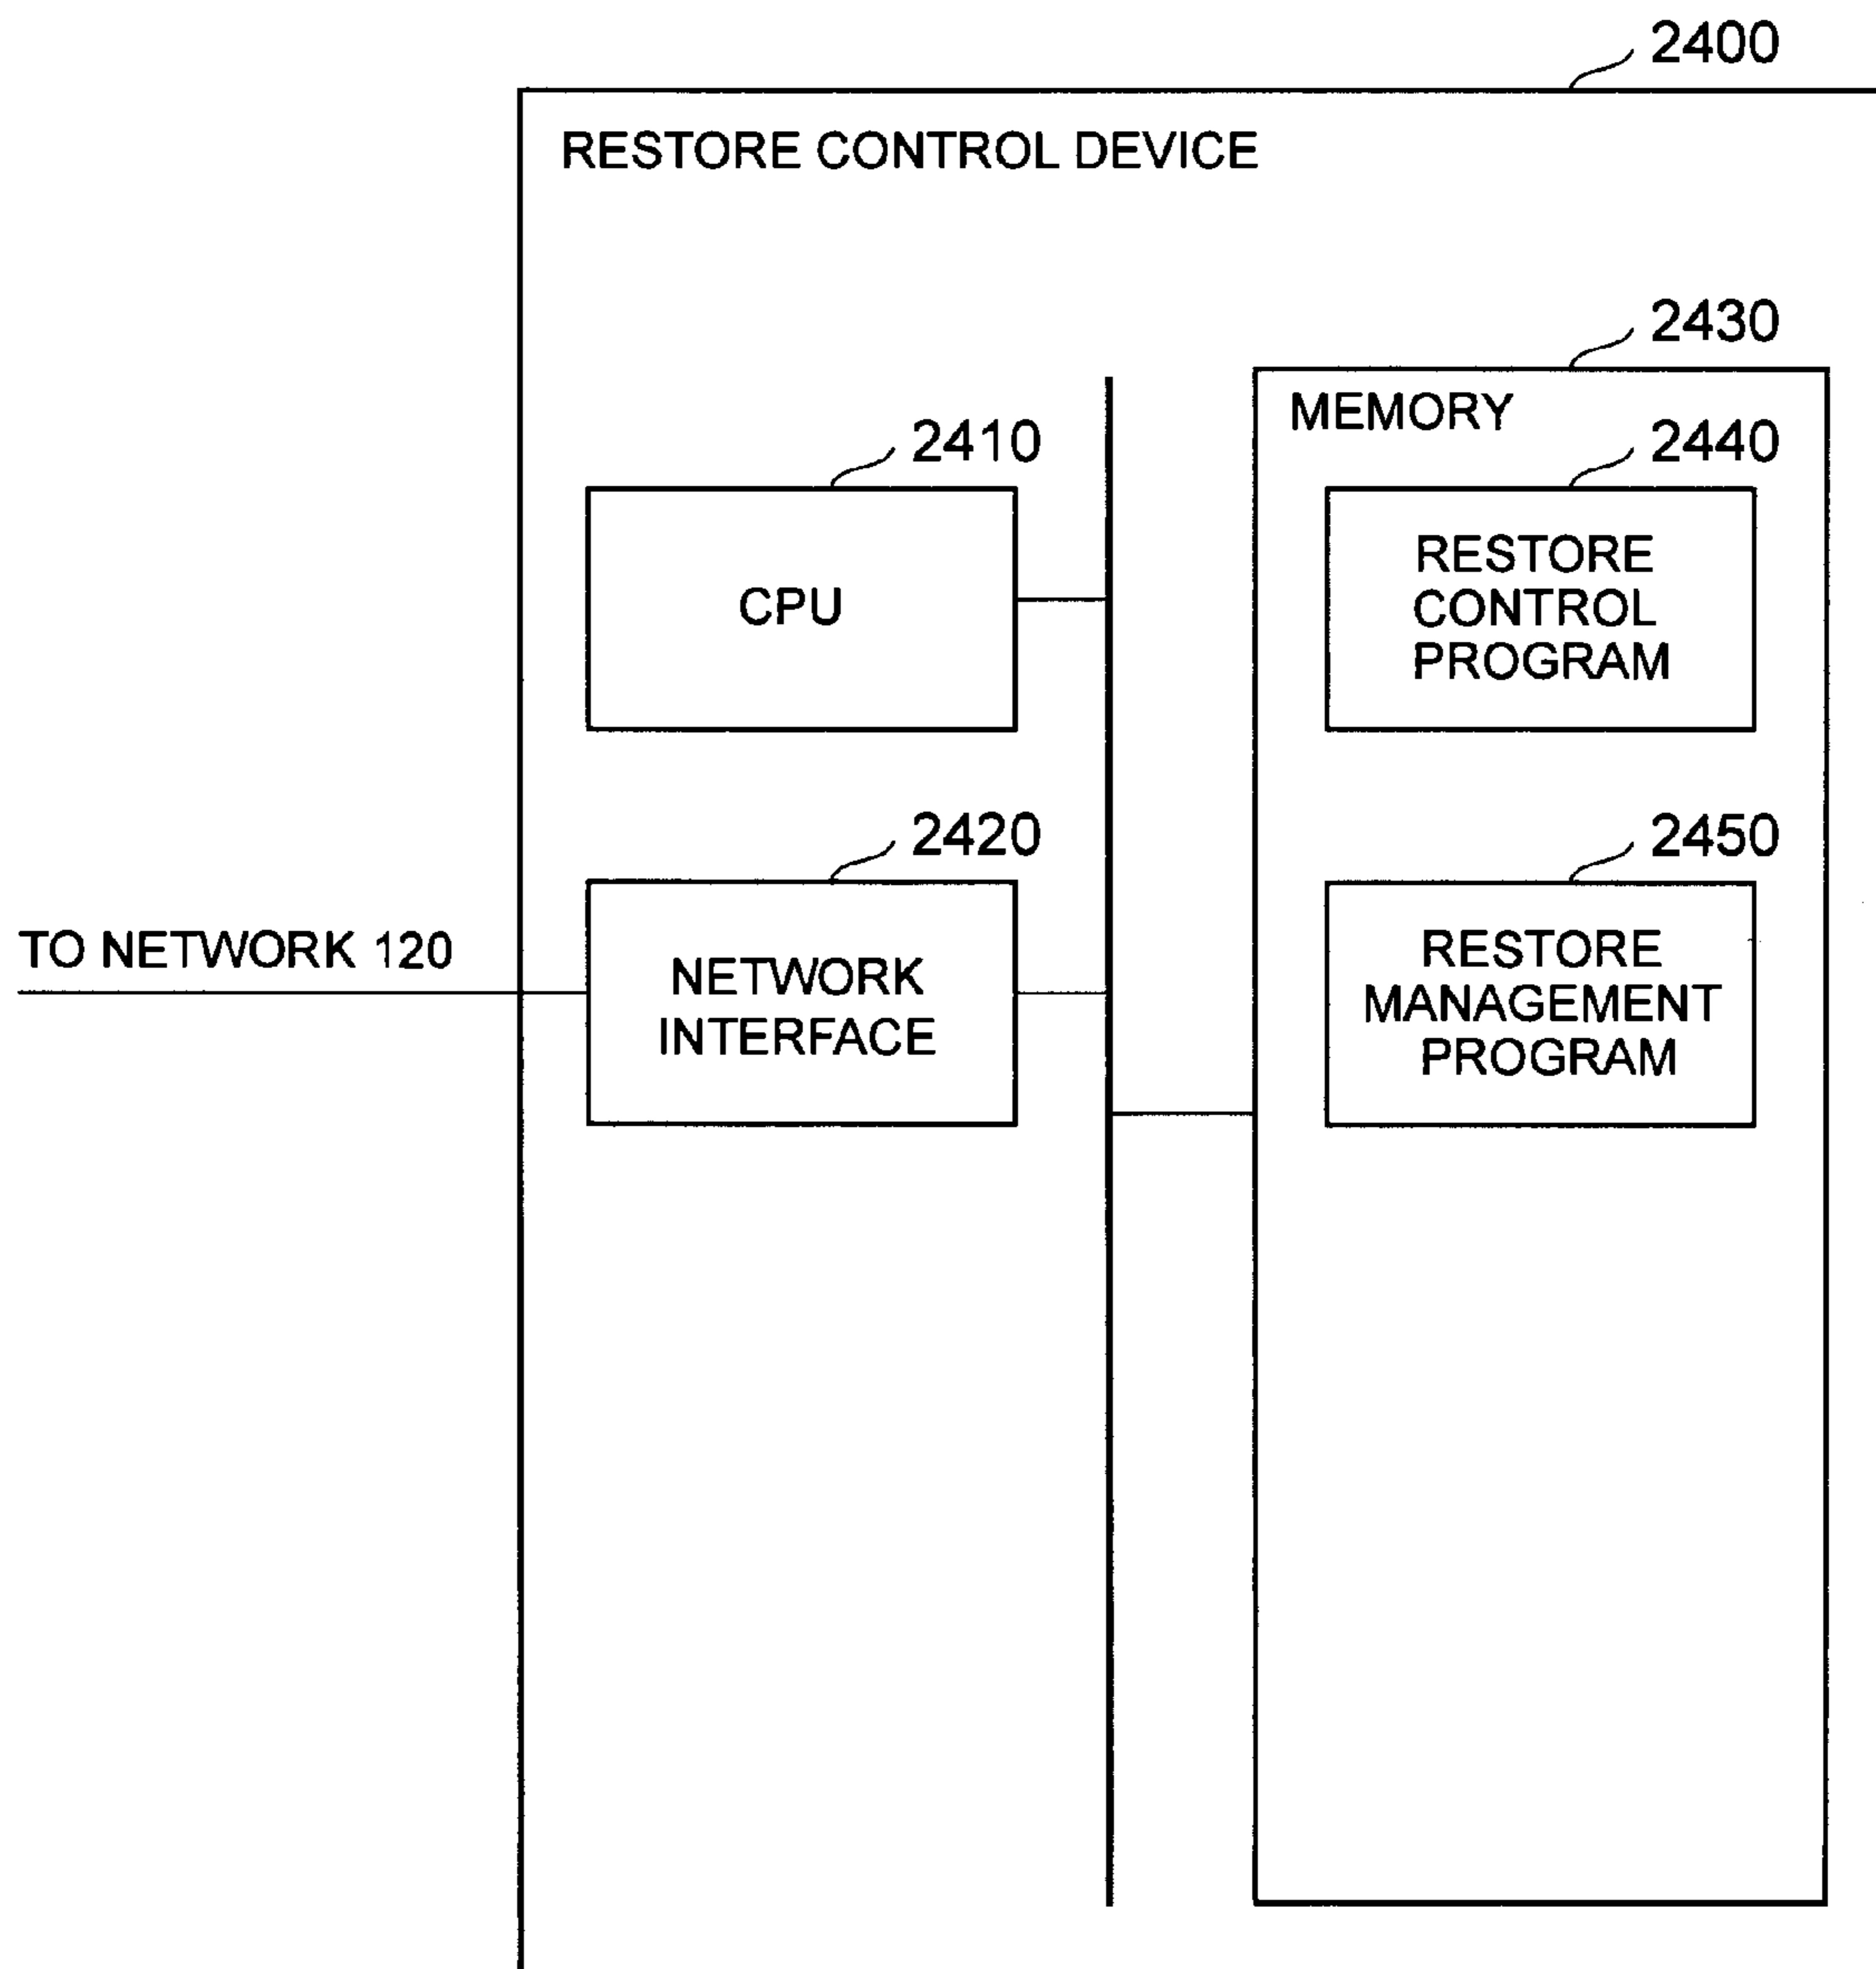 2400
RESTORE CONTROL DEVICE
2430
MEMORY
2410
2440
CPU
RESTORE
CONTROL
PROGRAM
2420
2450
TO NETWORK 120
NETWORK
INTERFACE
RESTORE
MANAGEMENT
PROGRAM